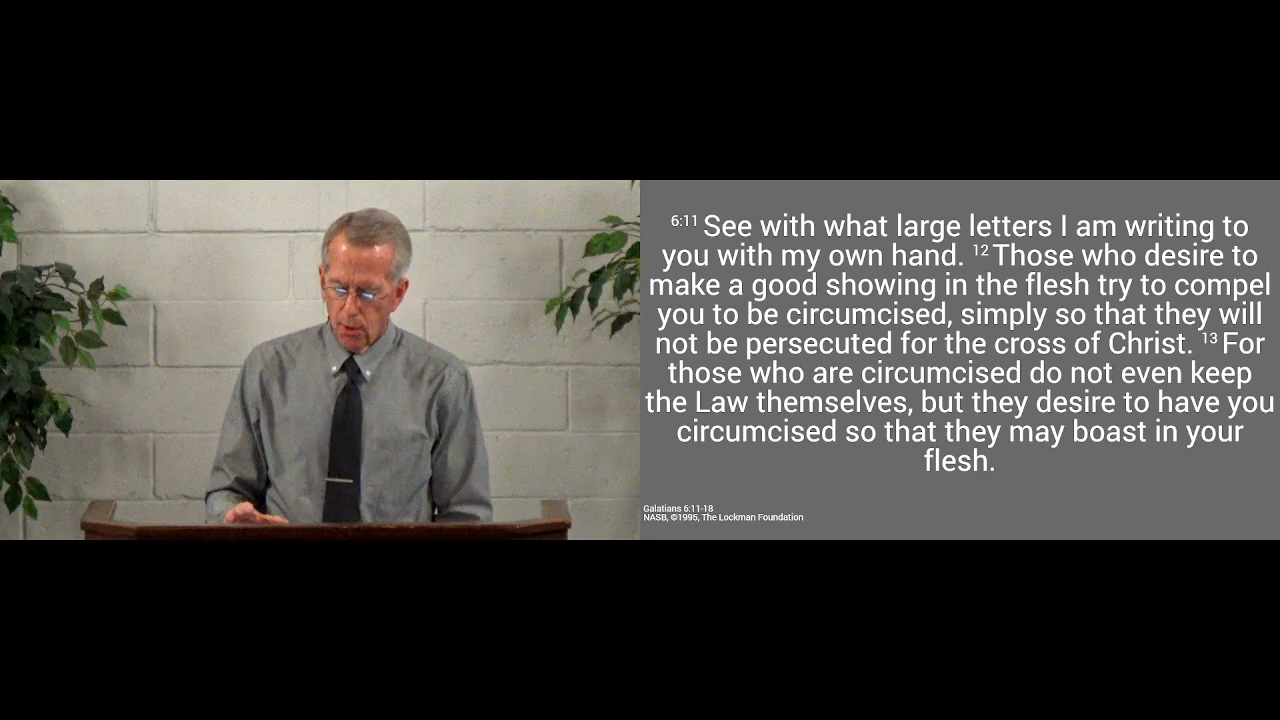 6:11 See with what large letters I am writing to
you with my own hand. 12 Those who desire to
make a good showing in the flesh try to compel
you to be circumcised, simply so that they will
not be persecuted for the cross of Christ. 13 For
those who are circumcised do not even keep
the Law themselves, but they desire to have you
circumcised so that they may boast in your
flesh.
Galatians 6:11-18
NASB, ©1995, The Lockman Foundation